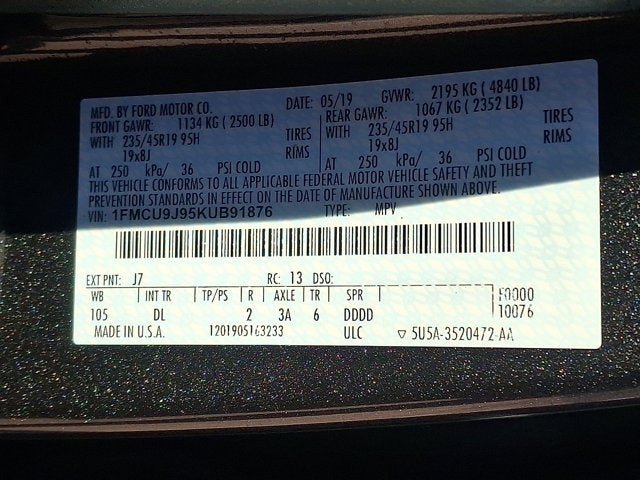 MFD. BY FORD MOTOR CO. DATE: 05/19 GVWR: 2195 KG ( 4840 LB)
FRONT GAWR: 1134 KG ( 2500 LB) REAR GAWR: 1067 KG ( 2352 LB)
WITH 235/45R19 95H TIRES WITH 235/45R19 95H TIRES
19x8J RIMS 19x8J RIMS
AT 250 kPa/ 36 PSI COLD AT 250 kPa/ 36 PSI COLD
THIS VEHICLE CONFORMS TO ALL APPLICABLE FEDERAL MOTOR VEHICLE SAFETY AND THEFT
PREVENTION STANDARDS IN EFFECT ON THE DATE OF MANUFACTURE SHOWN ABOVE.
VIN: 1FMCU9J95KUB91876 TYPE: MPV
EXT PNT: J7 RC: 13 DSO:
WB INT TR TP/PS R AXLE TR SPR F0000
105 DL 2 3A 6 DDDD 10076
MADE IN U.S.A. 1201905163233 ULC ▽ 5U5A-3520472-AA